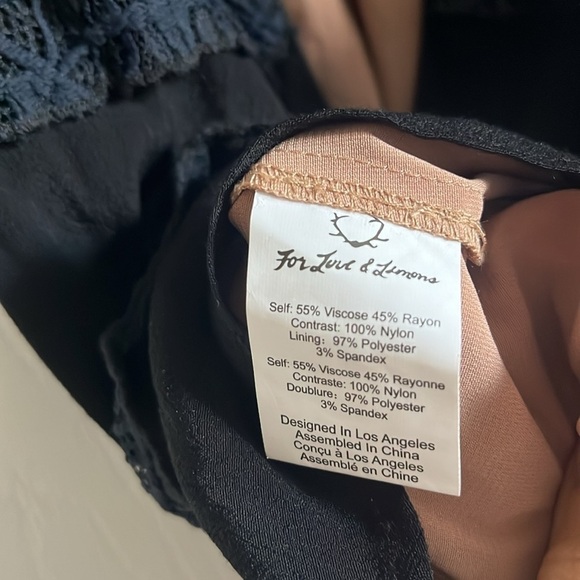 For Love & Lemons
Self: 55% Viscose 45% Rayon
Contrast: 100% Nylon
Lining: 97% Polyester
3% Spandex
Self: 55% Viscose 45% Rayonne
Contraste: 100% Nylon
Doublure: 97% Polyester
3% Spandex
Designed In Los Angeles
Assembled In China
Conçu à Los Angeles
Assemblé en Chine